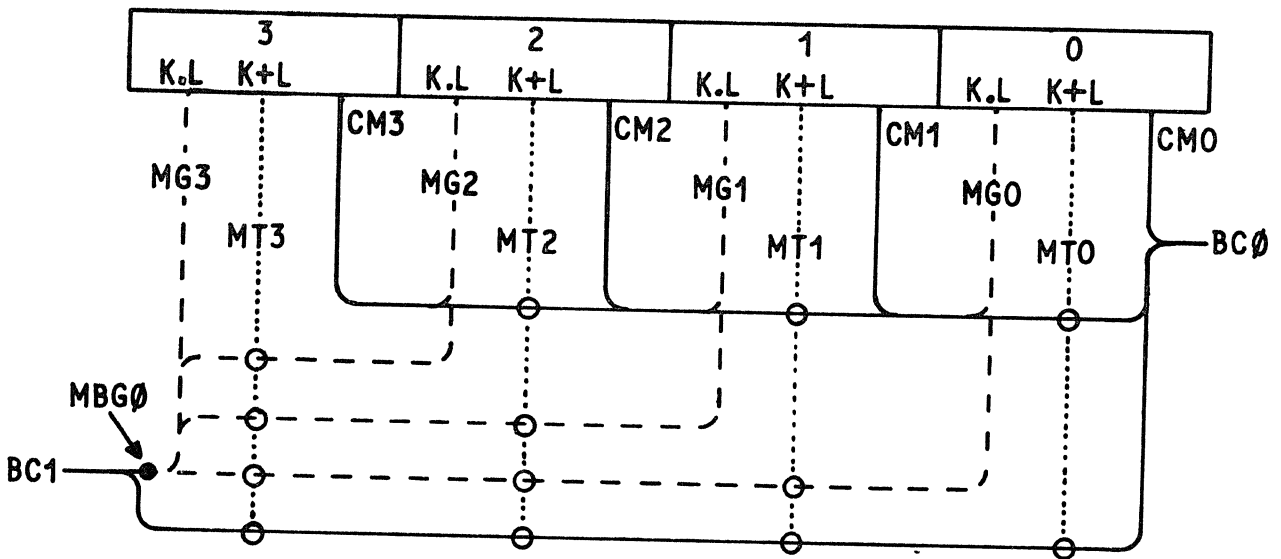 3 2 1 0
K.L K+L K.L K+L K.L K+L K.L K+L
CM3 CM2 CM1 CM0
MG3 MG2 MG1 MG0
MT3 MT2 MT1 MT0
BCØ
MBGØ
BC1